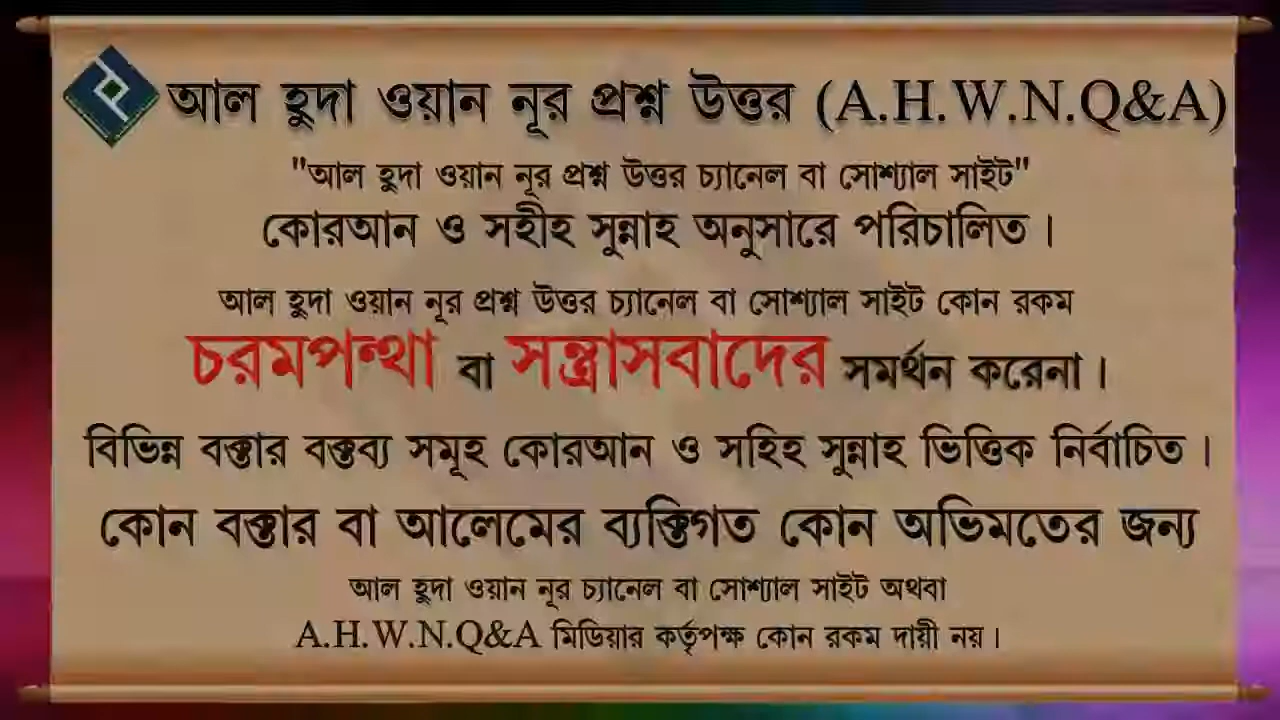 আল হুদা ওয়ান নূর প্রশ্ন উত্তর (A.H.W.N.Q&A)
"আল হুদা ওয়ান নূর প্রশ্ন উত্তর চ্যানেল বা সোশ্যাল সাইট"
কোরআন ও সহীহ সুন্নাহ অনুসারে পরিচালিত।
আল হুদা ওয়ান নূর প্রশ্ন উত্তর চ্যানেল বা সোশ্যাল সাইট কোন রকম
চরমপন্থা বা সন্ত্রাসবাদের সমর্থন করেনা।
বিভিন্ন বক্তার বক্তব্য সমূহ কোরআন ও সহিহ সুন্নাহ ভিত্তিক নির্বাচিত।
কোন বক্তার বা আলেমের ব্যক্তিগত কোন অভিমতের জন্য
আল হুদা ওয়ান নূর চ্যানেল বা সোশ্যাল সাইট অথবা
A.H.W.N.Q&A মিডিয়ার কর্তৃপক্ষ কোন রকম দায়ী নয়।